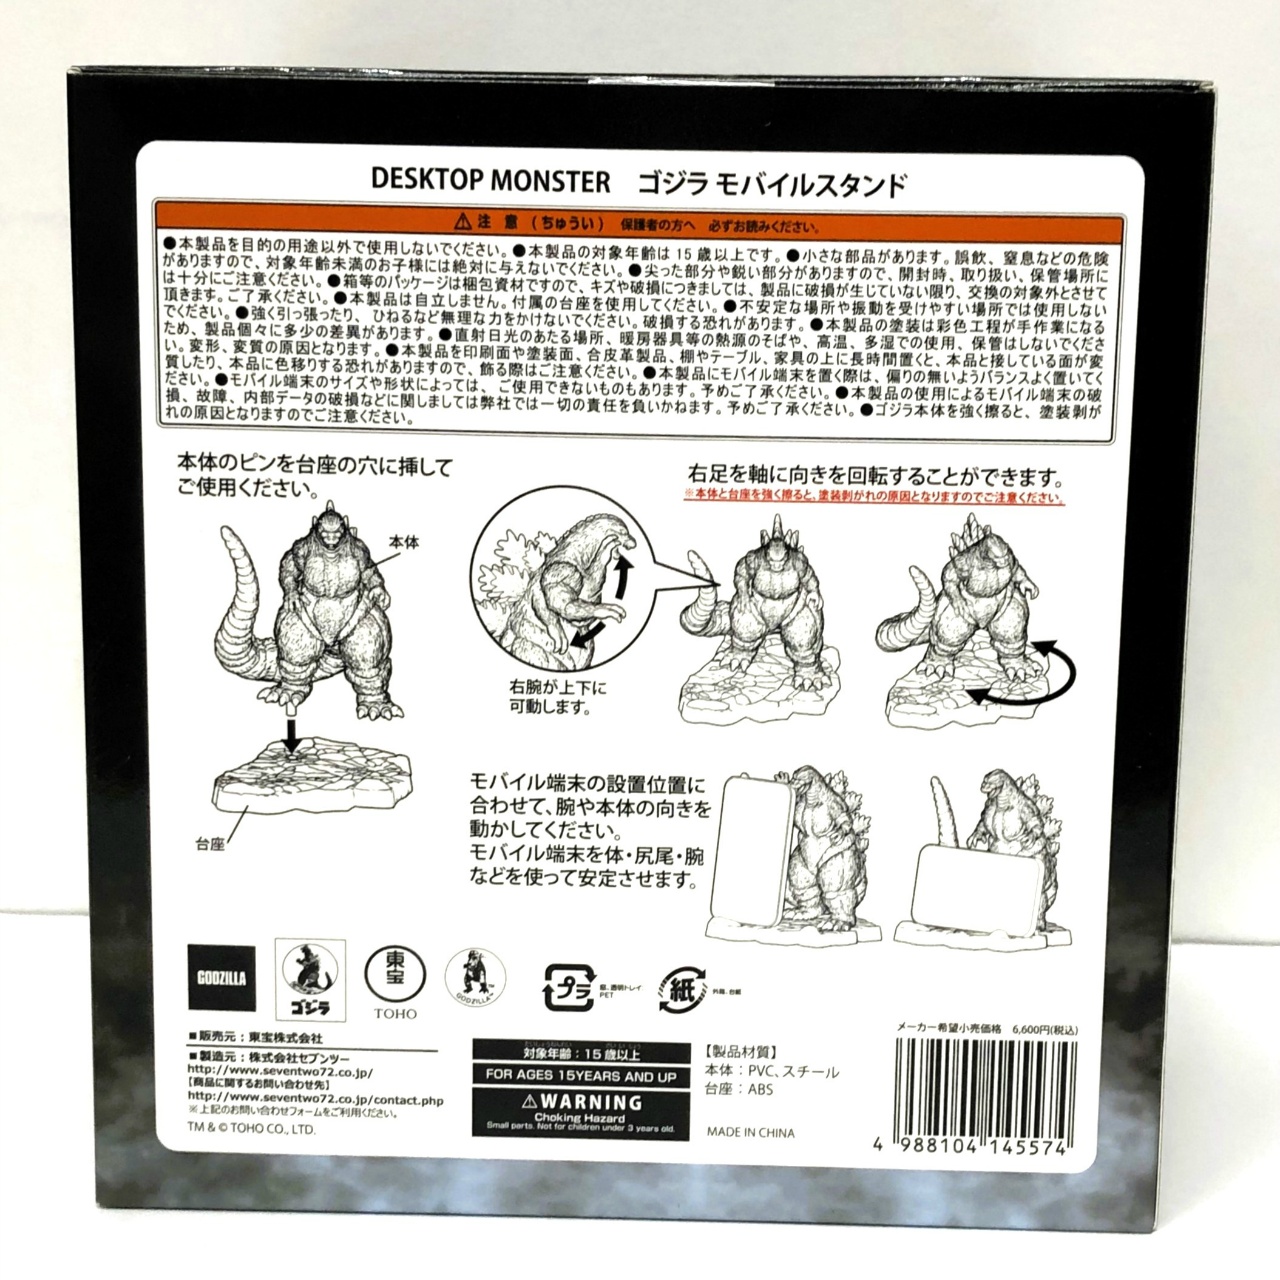 DESKTOP MONSTER ゴジラ モバイルスタンド
⚠注 意 (ちゅうい) 保護者の方へ 必ずお読みください。
●本製品を目的の用途以外で使用しないでください。●本製品の対象年齢は 15 歳以上です。●小さな部品があります。誤飲、窒息などの危険
がありますので、対象年齢未満のお子様には絶対に与えないでください。●尖った部分や鋭い部分がありますので、開封時、取り扱い、保管場所に
は十分にご注意ください。●箱等のパッケージは梱包資材ですので、キズや破損につきましては、製品に破損が生じていない限り、交換の対象外とさせて
頂きます。ご了承ください。●本製品は自立しません。付属の台座を使用してください。●不安定な場所や振動を受けやすい場所では使用しない
でください。●強く引っ張ったり、ひねるなど無理な力をかけないでください。破損する恐れがあります。●本製品の塗装は彩色工程が手作業になる
ため、製品個々に多少の差異があります。●直射日光のあたる場所、暖房器具等の熱源のそばや、高温、多湿での使用、保管はしないでくださ
い。変形、変質の原因となります。●本製品を印刷面や塗装面、合皮革製品、棚やテーブル、家具の上に長時間置くと、本品と接している面が変
質したり、本品に色移りする恐れがありますので、飾る際はご注意ください。●本製品にモバイル端末を置く際は、偏りの無いようバランスよく置いてく
ださい。●モバイル端末のサイズや形状によっては、ご使用できないものもあります。予めご了承ください。●本製品の使用によるモバイル端末の破
損、故障、内部データの破損などに関しましては弊社では一切の責任を負いかねます。予めご了承ください。●ゴジラ本体を強く擦ると、塗装剥が
れの原因となりますのでご注意ください。
本体のピンを台座の穴に挿して
ご使用ください。
本体
台座
右腕が上下に
可動します。
右足を軸に向きを回転することができます。
※本体と台座を強く擦ると、塗装剥がれの原因となりますのでご注意ください。
モバイル端末の設置位置に
合わせて、腕や本体の向きを
動かしてください。
モバイル端末を体・尻尾・腕
などを使って安定させます。
GODZILLA
ゴジラ
東宝
TOHO
GODZILLA™
プラ
袋、透明トレイ
PET
紙
外箱、台紙
■販売元：東宝株式会社
■製造元：株式会社セブンツー
http://www.seventwo72.co.jp/
【商品に関するお問い合わせ先】
http://www.seventwo72.co.jp/contact.php
※上記のお問い合わせフォームをご利用ください。
TM & © TOHO CO., LTD.
対象年齢：15歳以上
FOR AGES 15YEARS AND UP
⚠WARNING
Choking Hazard
Small parts. Not for children under 3 years old.
【製品材質】
本体：PVC、スチール
台座：ABS
MADE IN CHINA
メーカー希望小売価格 6,600円(税込)
4 988104 145574